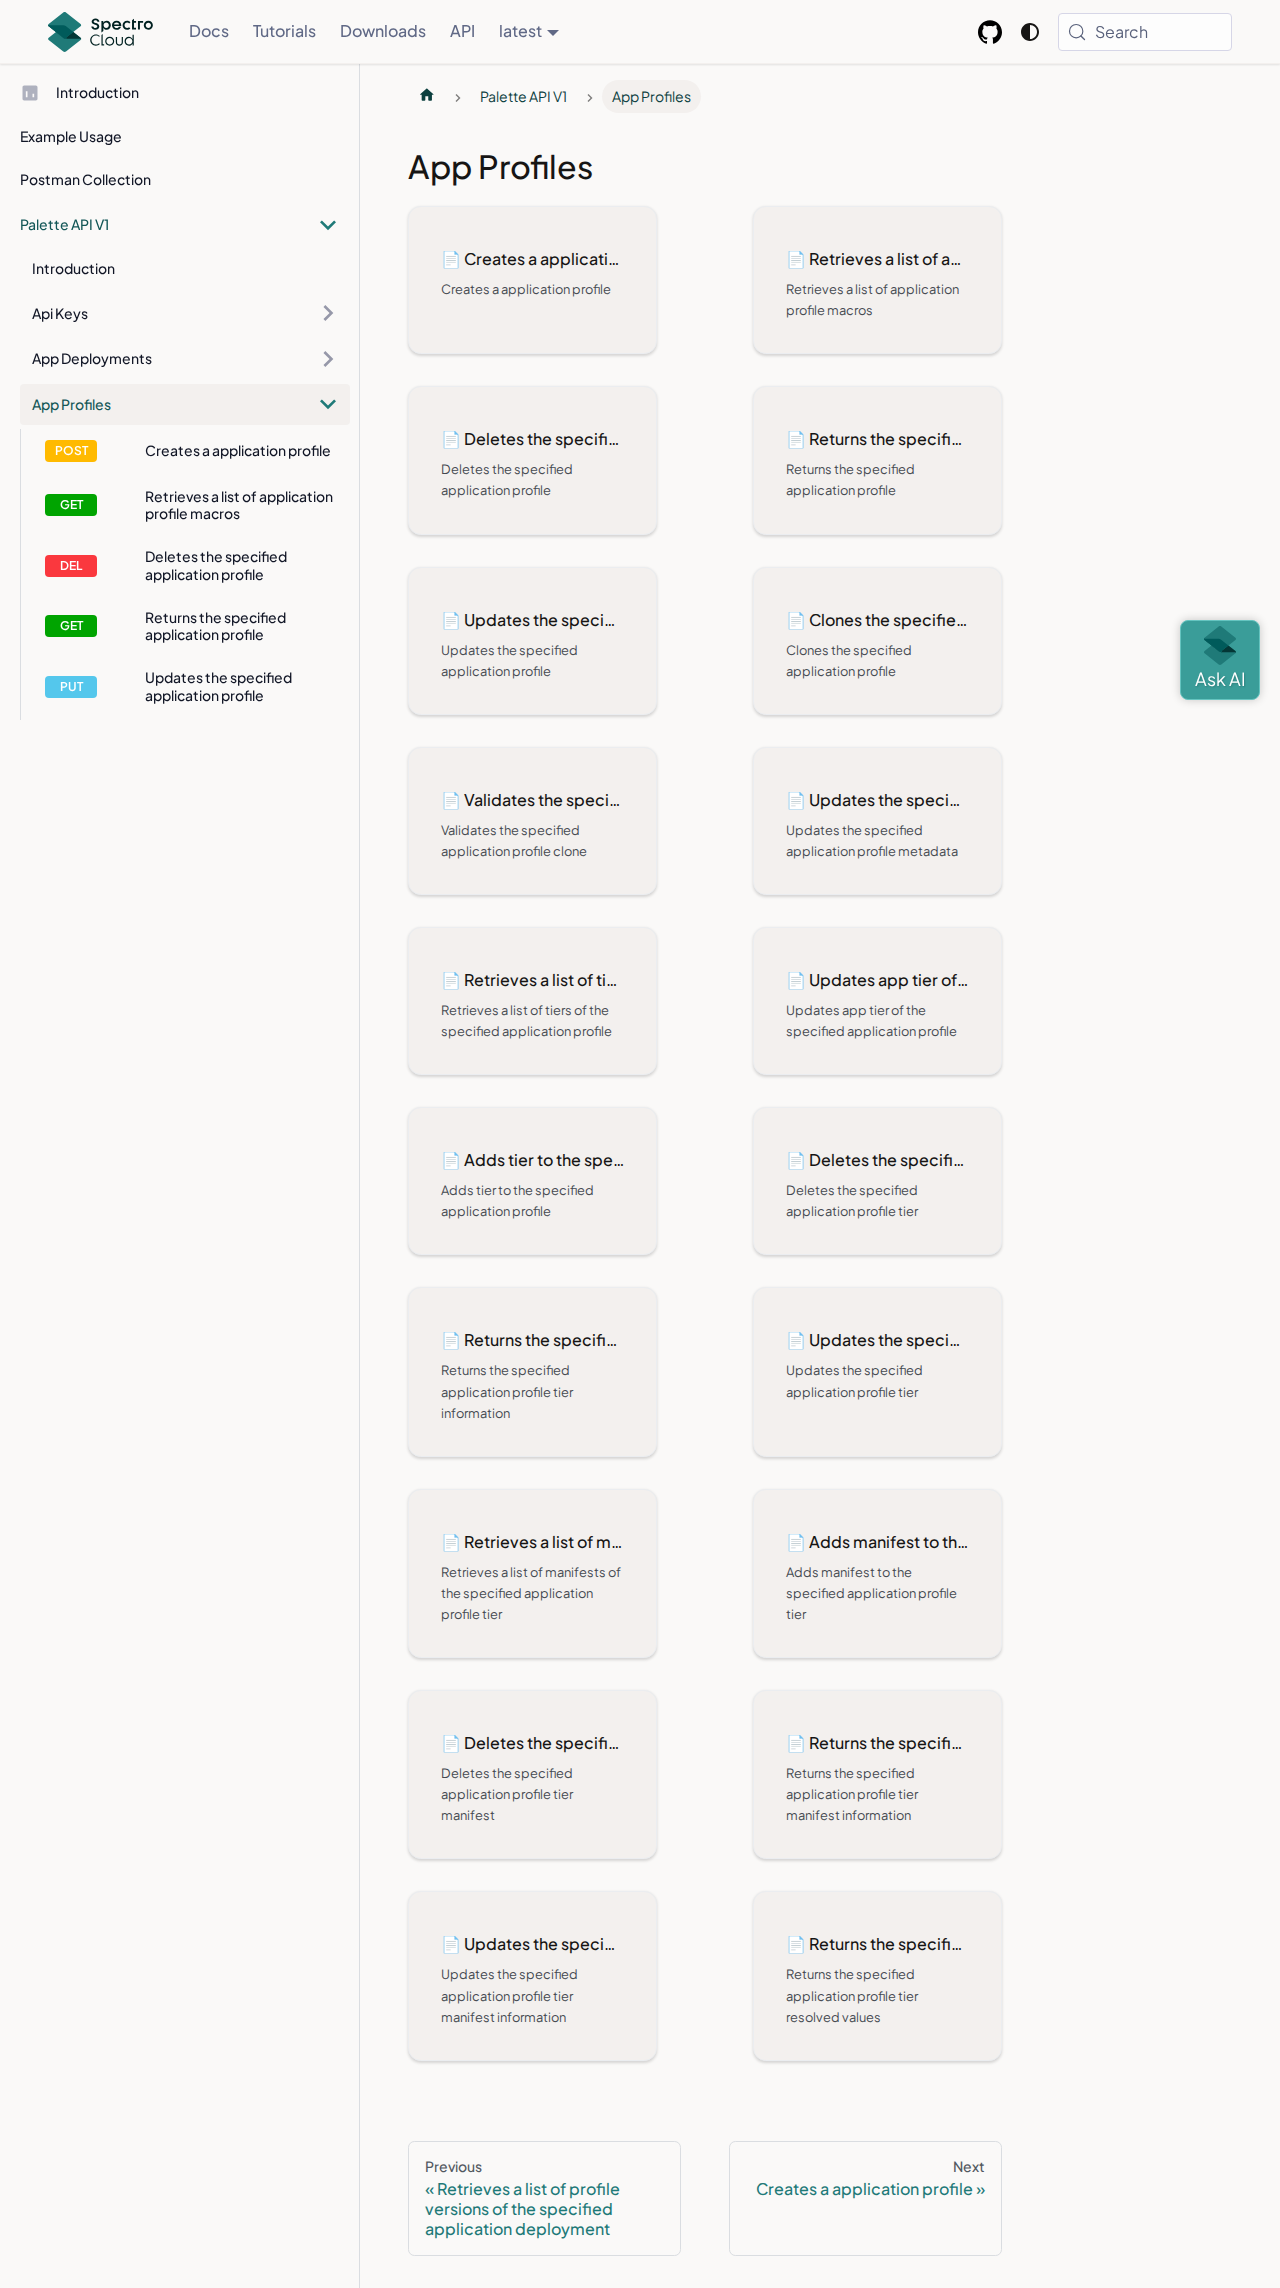 Spectro Cloud
Docs
Tutorials
Downloads
API
latest
Search
Introduction
Example Usage
Postman Collection
Palette API V1
Introduction
Api Keys
App Deployments
App Profiles
POST
Creates a application profile
GET
Retrieves a list of application
profile macros
DEL
Deletes the specified
application profile
GET
Returns the specified
application profile
PUT
Updates the specified
application profile
Palette API V1
App Profiles
App Profiles
Creates a applicati...
Creates a application profile
Retrieves a list of a...
Retrieves a list of application
profile macros
Deletes the specifi...
Deletes the specified
application profile
Returns the specifi...
Returns the specified
application profile
Updates the speci...
Updates the specified
application profile
Clones the specifie...
Clones the specified
application profile
Validates the speci...
Validates the specified
application profile clone
Updates the speci...
Updates the specified
application profile metadata
Retrieves a list of ti...
Retrieves a list of tiers of the
specified application profile
Updates app tier of...
Updates app tier of the
specified application profile
Adds tier to the spe...
Adds tier to the specified
application profile
Deletes the specifi...
Deletes the specified
application profile tier
Returns the specifi...
Returns the specified
application profile tier
information
Updates the speci...
Updates the specified
application profile tier
Retrieves a list of m...
Retrieves a list of manifests of
the specified application
profile tier
Adds manifest to th...
Adds manifest to the
specified application profile
tier
Deletes the specifi...
Deletes the specified
application profile tier
manifest
Returns the specifi...
Returns the specified
application profile tier
manifest information
Updates the speci...
Updates the specified
application profile tier
manifest information
Returns the specifi...
Returns the specified
application profile tier
resolved values
Ask AI
Previous
« Retrieves a list of profile
versions of the specified
application deployment
Next
Creates a application profile »